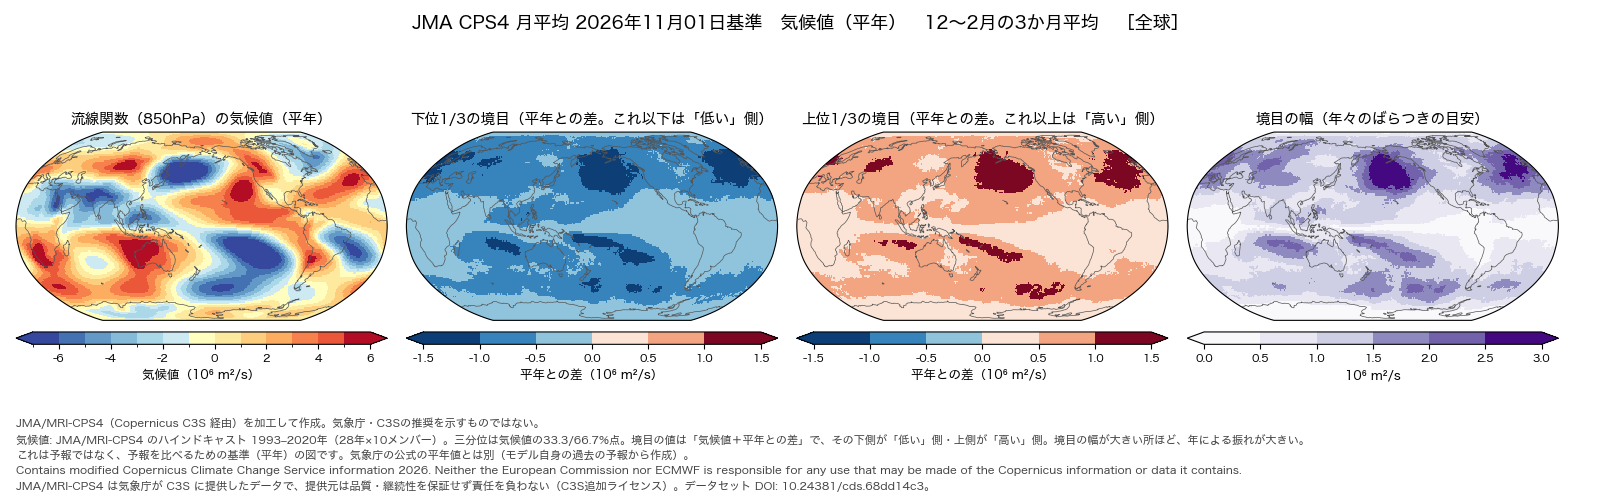 JMA CPS4 月平均 2026年11月01日基準　気候値（平年）　12～2月の3か月平均　［全球］
流線関数（850hPa）の気候値（平年）
下位1/3の境目（平年との差。これ以下は「低い」側）
上位1/3の境目（平年との差。これ以上は「高い」側）
境目の幅（年々のばらつきの目安）
-6 -4 -2 0 2 4 6
-1.5 -1.0 -0.5 0.0 0.5 1.0 1.5
-1.5 -1.0 -0.5 0.0 0.5 1.0 1.5
0.0 0.5 1.0 1.5 2.0 2.5 3.0
気候値（10⁶ m²/s）
平年との差（10⁶ m²/s）
平年との差（10⁶ m²/s）
10⁶ m²/s
JMA/MRI-CPS4（Copernicus C3S 経由）を加工して作成。気象庁・C3Sの推奨を示すものではない。
気候値: JMA/MRI-CPS4 のハインドキャスト 1993–2020年（28年×10メンバー）。三分位は気候値の33.3/66.7%点。境目の値は「気候値＋平年との差」で、その下側が「低い」側・上側が「高い」側。境目の幅が大きい所ほど、年による振れが大きい。
これは予報ではなく、予報を比べるための基準（平年）の図です。気象庁の公式の平年値とは別（モデル自身の過去の予報から作成）。
Contains modified Copernicus Climate Change Service information 2026. Neither the European Commission nor ECMWF is responsible for any use that may be made of the Copernicus information or data it contains.
JMA/MRI-CPS4 は気象庁が C3S に提供したデータで、提供元は品質・継続性を保証せず責任を負わない（C3S追加ライセンス）。データセット DOI: 10.24381/cds.68dd14c3。